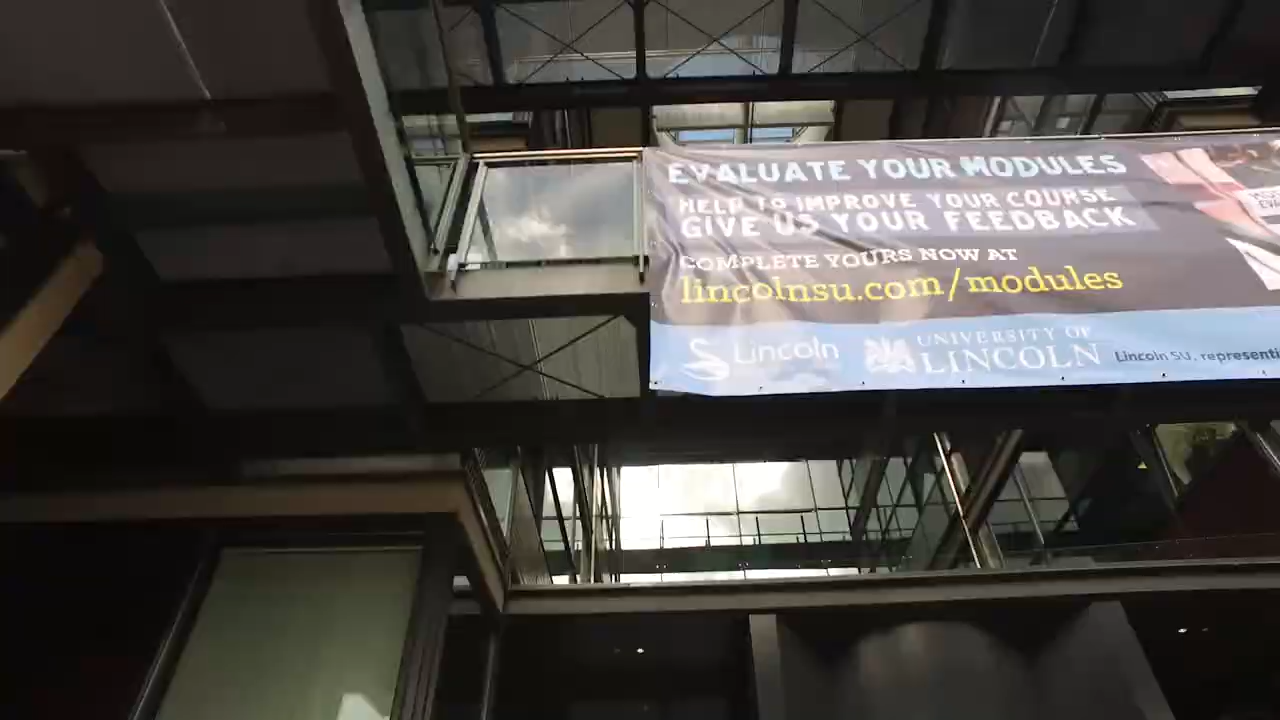 EVALUATE YOUR MODULES
HELP TO IMPROVE YOUR COURSE
GIVE US YOUR FEEDBACK
COMPLETE YOURS NOW AT
lincolnsu.com/modules
Lincoln
UNIVERSITY OF
LINCOLN
Lincoln SU, representi